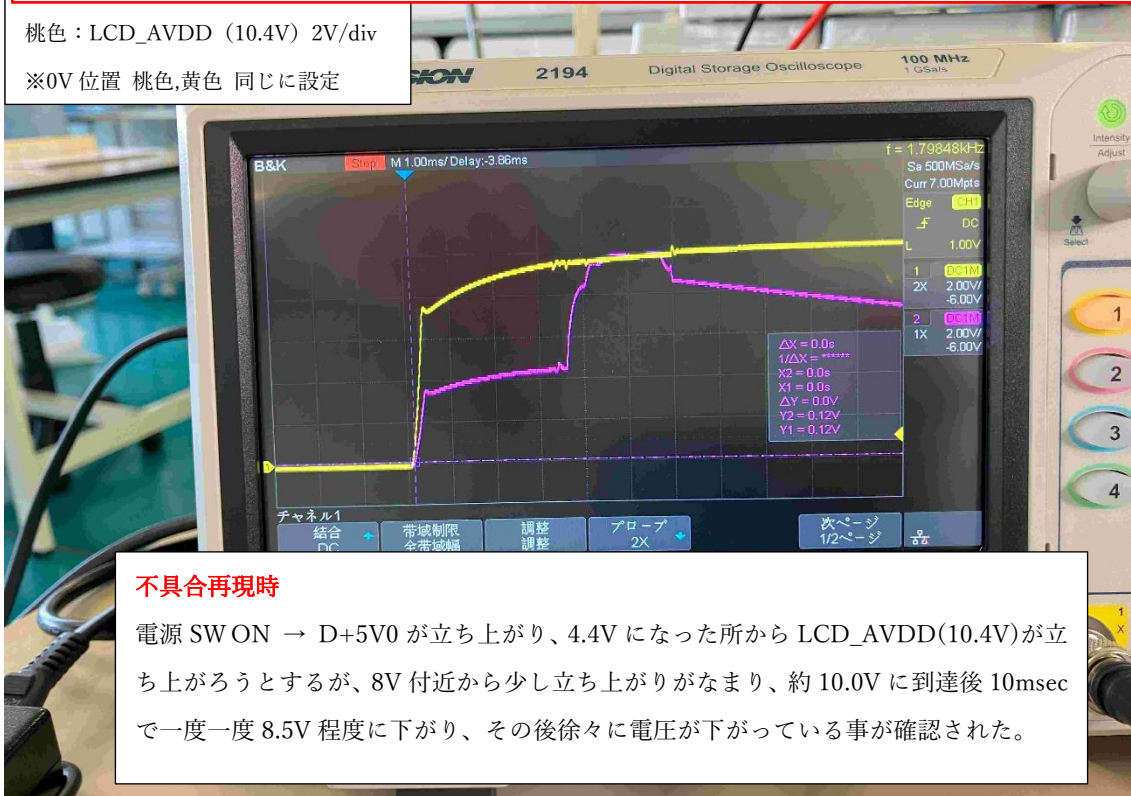 桃色：LCD_AVDD（10.4V）2V/div
※0V 位置 桃色,黄色 同じに設定
2194
Digital Storage Oscilloscope
100 MHz
1 GSa/s
Intensity
Adjust
Select
B&K
Stop
M 1.00ms/ Delay:-3.86ms
f = 1.79848kHz
Sa 500MSa/s
Curr 7.00Mpts
Edge CH1
DC
L 1.00V
1 DC1M
2X 2.00V/
-6.00V
2 DC1M
1X 2.00V/
-6.00V
ΔX = 0.0s
1/ΔX = ******
X2 = 0.0s
X1 = 0.0s
ΔY = 0.0V
Y2 = 0.12V
Y1 = 0.12V
1
チャネル1
結合 DC
帯域制限 全帯域幅
調整 調整
プローブ 2X
次ページ 1/2ページ
1
2
3
4
1
X
不具合再現時
電源 SW ON → D+5V0 が立ち上がり、4.4V になった所から LCD_AVDD(10.4V)が立
ち上がろうとするが、8V 付近から少し立ち上がりがなまり、約 10.0V に到達後 10msec
で一度一度 8.5V 程度に下がり、その後徐々に電圧が下がっている事が確認された。